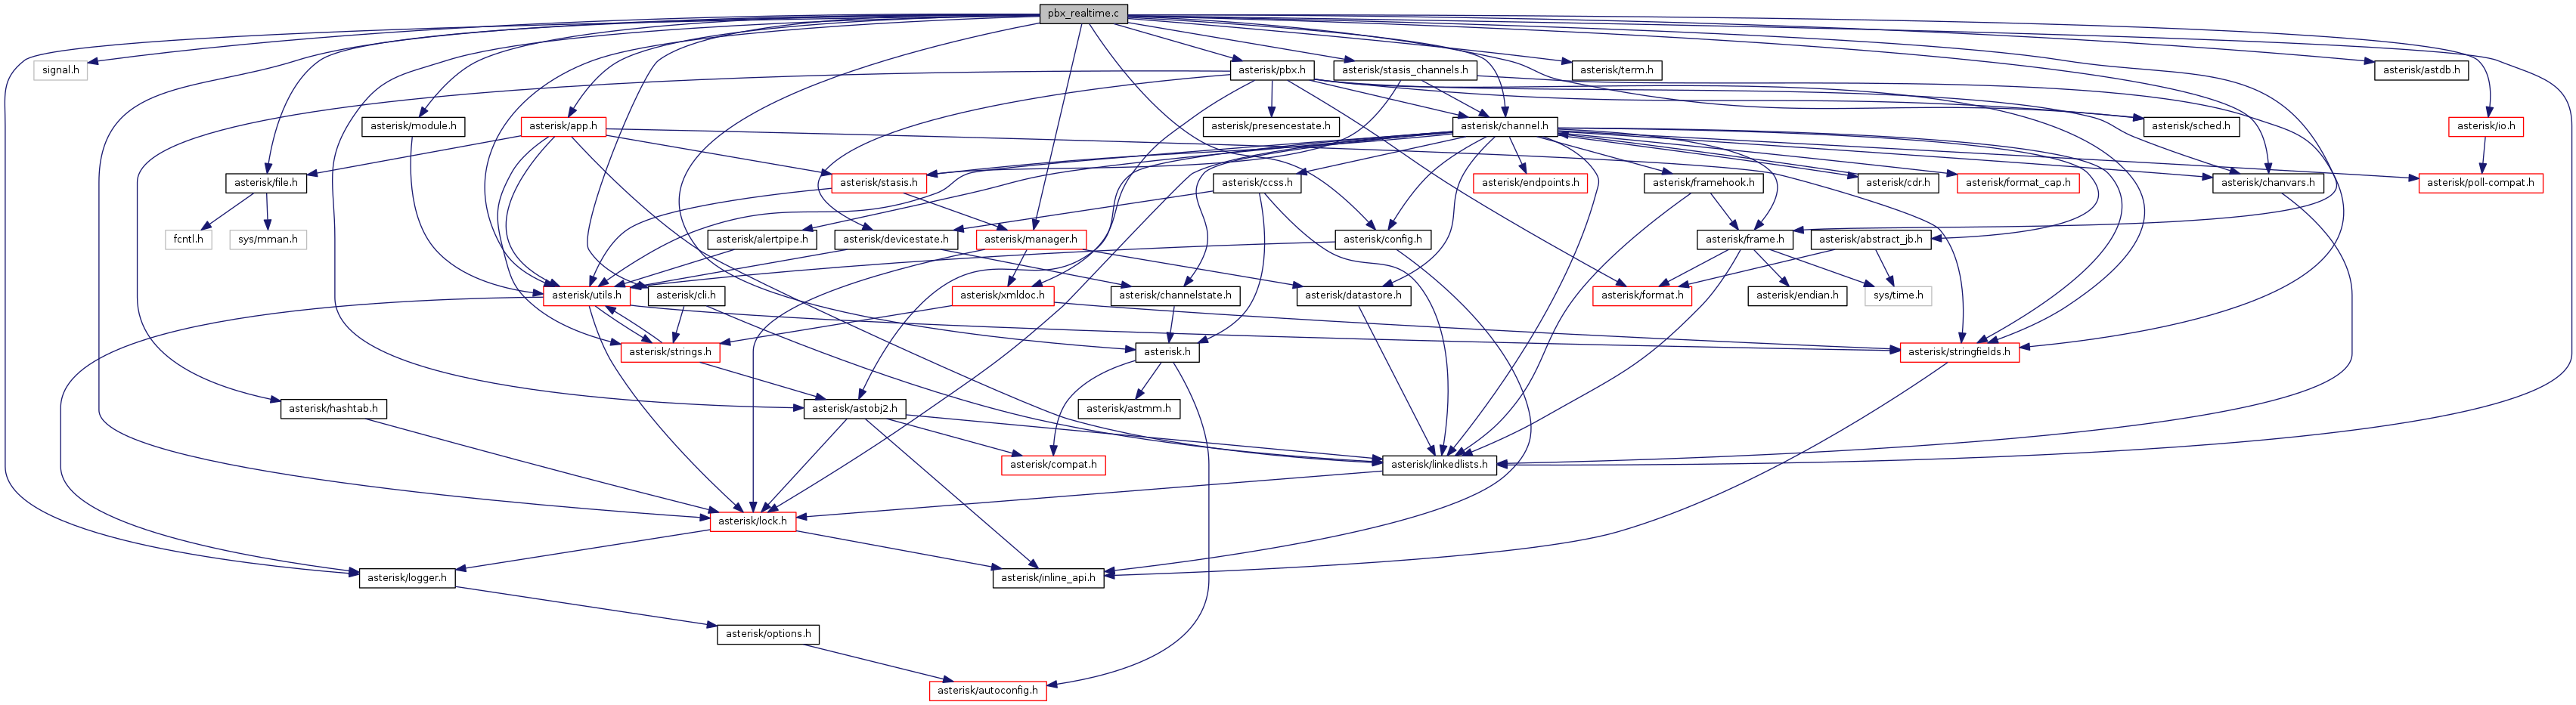 pbx_realtime.c
signal.h
asterisk/pbx.h
asterisk/stasis_channels.h
asterisk/term.h
asterisk/astdb.h
asterisk/module.h
asterisk/app.h
asterisk/presencestate.h
asterisk/channel.h
asterisk/sched.h
asterisk/io.h
asterisk/file.h
asterisk/stasis.h
asterisk/ccss.h
asterisk/endpoints.h
asterisk/framehook.h
asterisk/cdr.h
asterisk/format_cap.h
asterisk/chanvars.h
asterisk/poll-compat.h
fcntl.h
sys/mman.h
asterisk/alertpipe.h
asterisk/devicestate.h
asterisk/manager.h
asterisk/config.h
asterisk/frame.h
asterisk/abstract_jb.h
asterisk/utils.h
asterisk/cli.h
asterisk/xmldoc.h
asterisk/channelstate.h
asterisk/datastore.h
asterisk/format.h
asterisk/endian.h
sys/time.h
asterisk/strings.h
asterisk.h
asterisk/stringfields.h
asterisk/hashtab.h
asterisk/astobj2.h
asterisk/astmm.h
asterisk/compat.h
asterisk/linkedlists.h
asterisk/lock.h
asterisk/logger.h
asterisk/inline_api.h
asterisk/options.h
asterisk/autoconfig.h